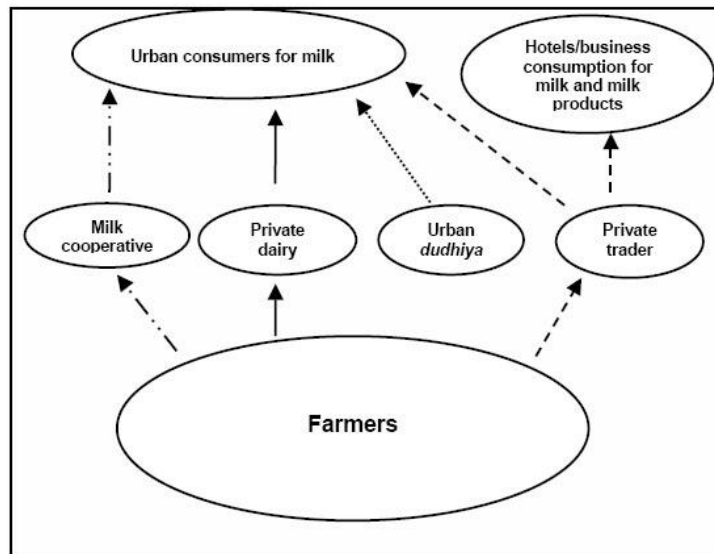 Urban consumers for milk
Hotels/business
consumption for
milk and milk
products
Milk
cooperative
Private
dairy
Urban
dudhiya
Private
trader
Farmers